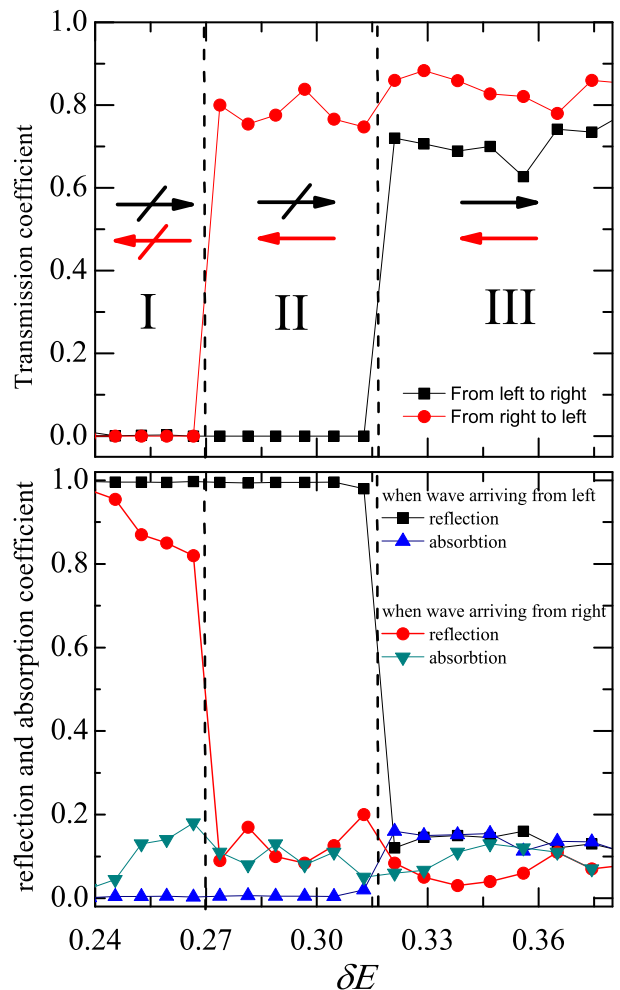 1.0
0.8
0.6
0.4
0.2
0.0
Transmission coefficient
I
II
III
From left to right
From right to left
1.0
0.8
0.6
0.4
0.2
0.0
reflection and absorption coefficient
when wave arriving from left
reflection
absorbtion
when wave arriving from right
reflection
absorbtion
0.24
0.27
0.30
0.33
0.36
δE